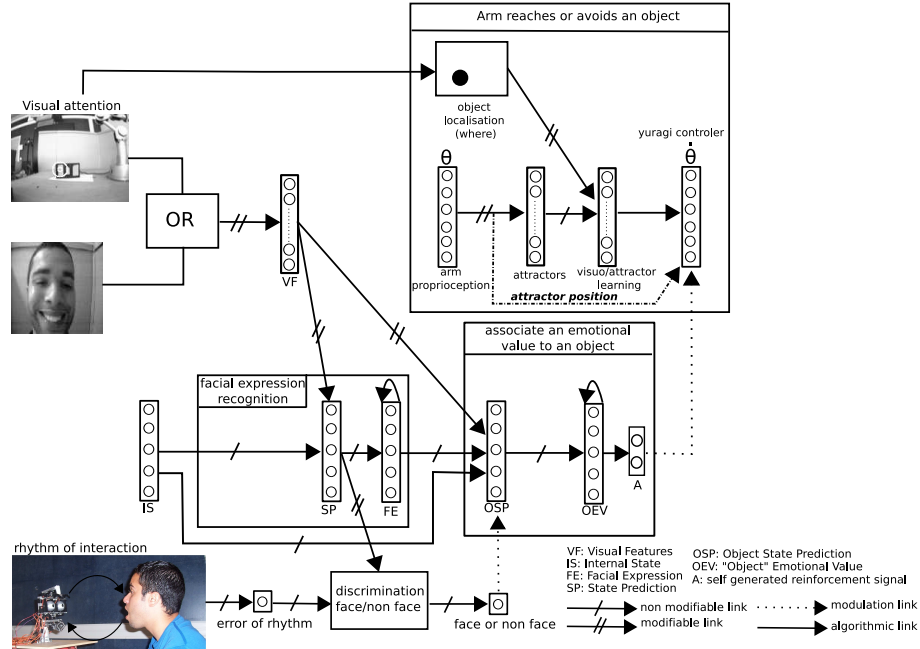 Arm reaches or avoids an object
Visual attention
object
localisation
(where)
yuragi controler
θ
θ
OR
VF
arm
proprioception
attractors
visuo/attractor
learning
attractor position
associate an emotional
value to an object
facial expression
recognition
IS
SP
FE
OSP
OEV
A
rhythm of interaction
error of rhythm
discrimination
face/non face
face or non face
VF: Visual Features
IS: Internal State
FE: Facial Expression
SP: State Prediction
OSP: Object State Prediction
OEV: "Object" Emotional Value
A: self generated reinforcement signal
non modifiable link
modifiable link
modulation link
algorithmic link